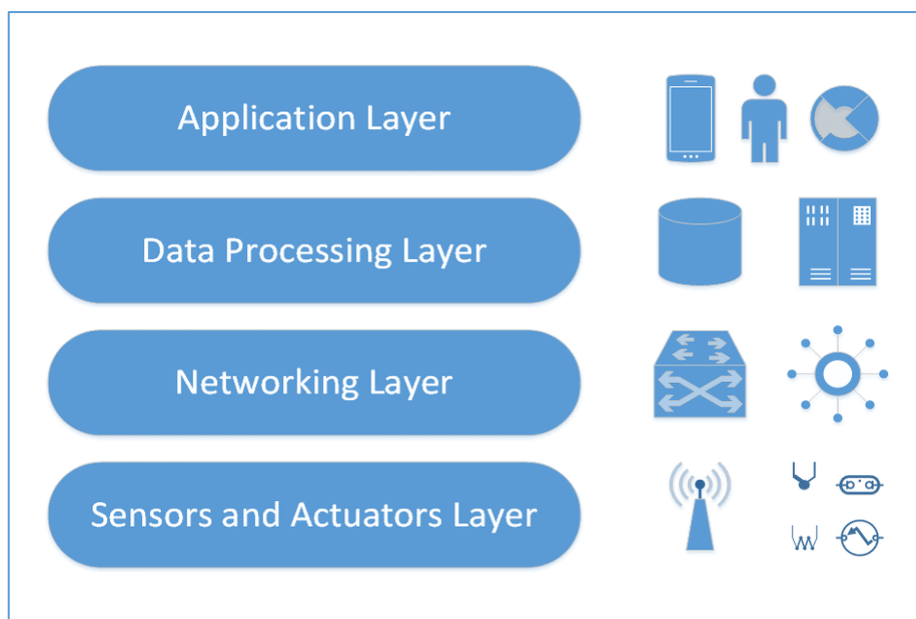 Application Layer
Data Processing Layer
Networking Layer
Sensors and Actuators Layer